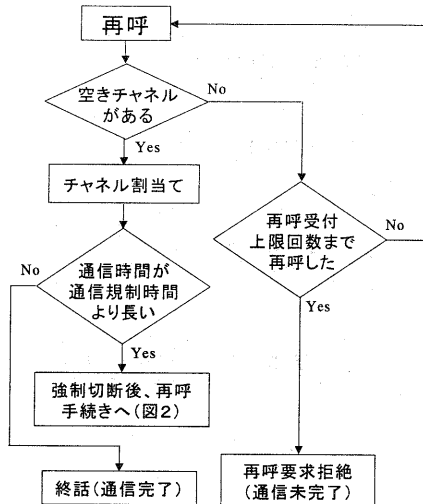 再呼
空きチャネル
がある
No
Yes
チャネル割当て
再呼受付
上限回数まで
再呼した
No
No
通信時間が
通信規制時間
より長い
Yes
Yes
強制切断後、再呼
手続きへ(図2)
終話(通信完了)
再呼要求拒絶
(通信未完了)